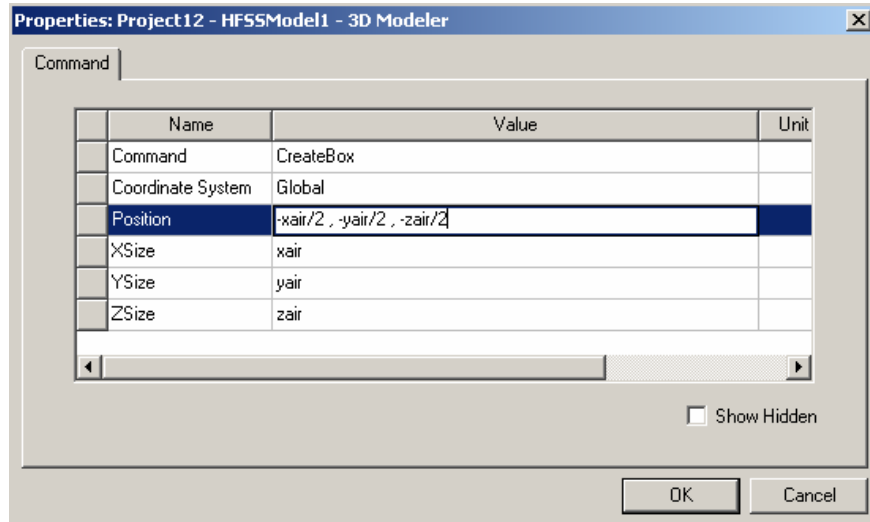 Properties: Project12 - HFSSModel1 - 3D Modeler
Command
Name Value Unit
Command CreateBox
Coordinate System Global
Position -xair/2 , -yair/2 , -zair/2
XSize xair
YSize yair
ZSize zair
Show Hidden
OK Cancel